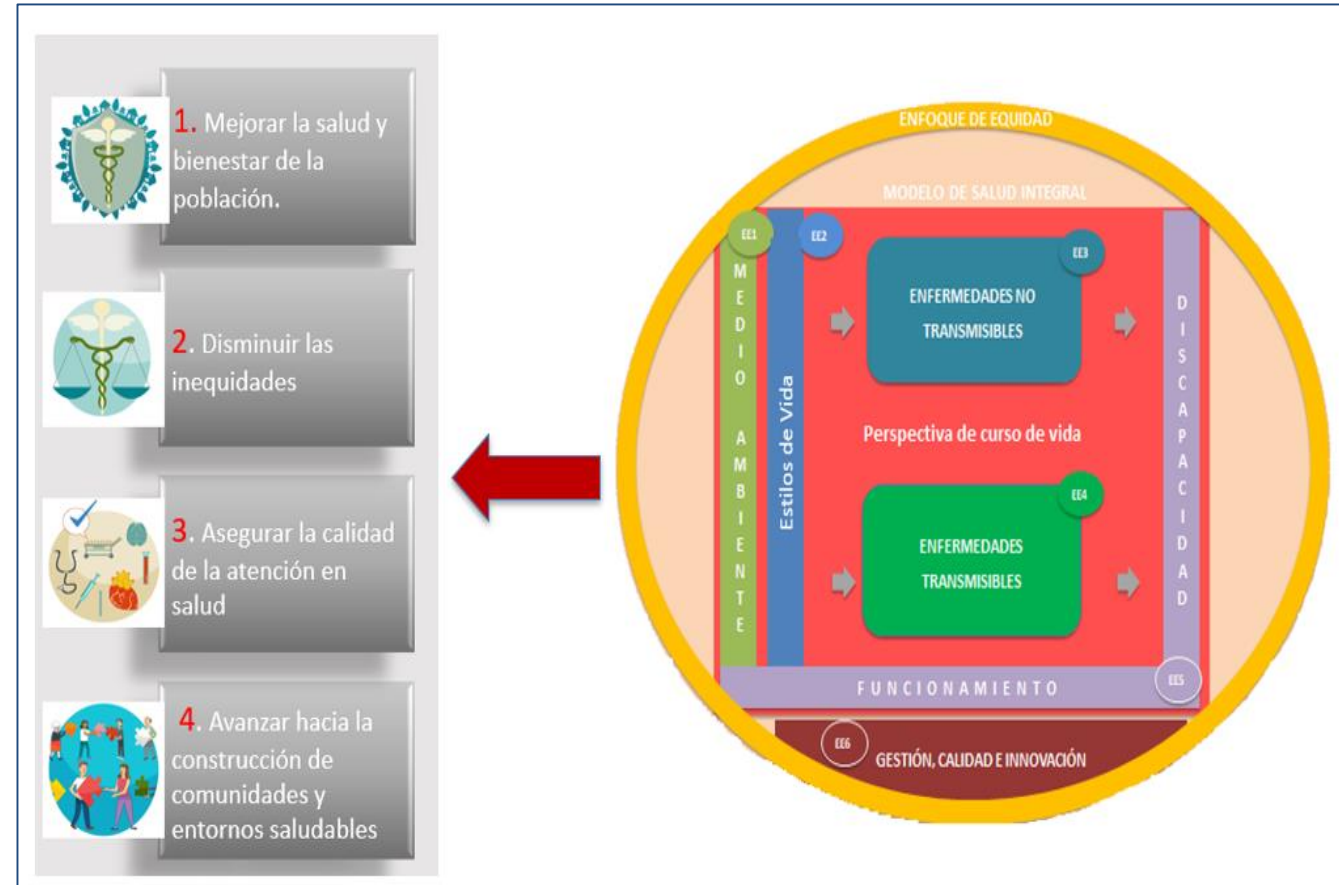 1. Mejorar la salud y
bienestar de la
población.
2. Disminuir las
inequidades
3. Asegurar la calidad
de la atención en
salud
4. Avanzar hacia la
construcción de
comunidades y
entornos saludables
ENFOQUE DE EQUIDAD
MODELO DE SALUD INTEGRAL
EE1
MEDIO AMBIENTE
EE2
Estilos de Vida
EE3
ENFERMEDADES NO
TRANSMISIBLES
Perspectiva de curso de vida
EE4
ENFERMEDADES
TRANSMISIBLES
DISCAPACIDAD
FUNCIONAMIENTO
EE5
EE6
GESTIÓN, CALIDAD E INNOVACIÓN